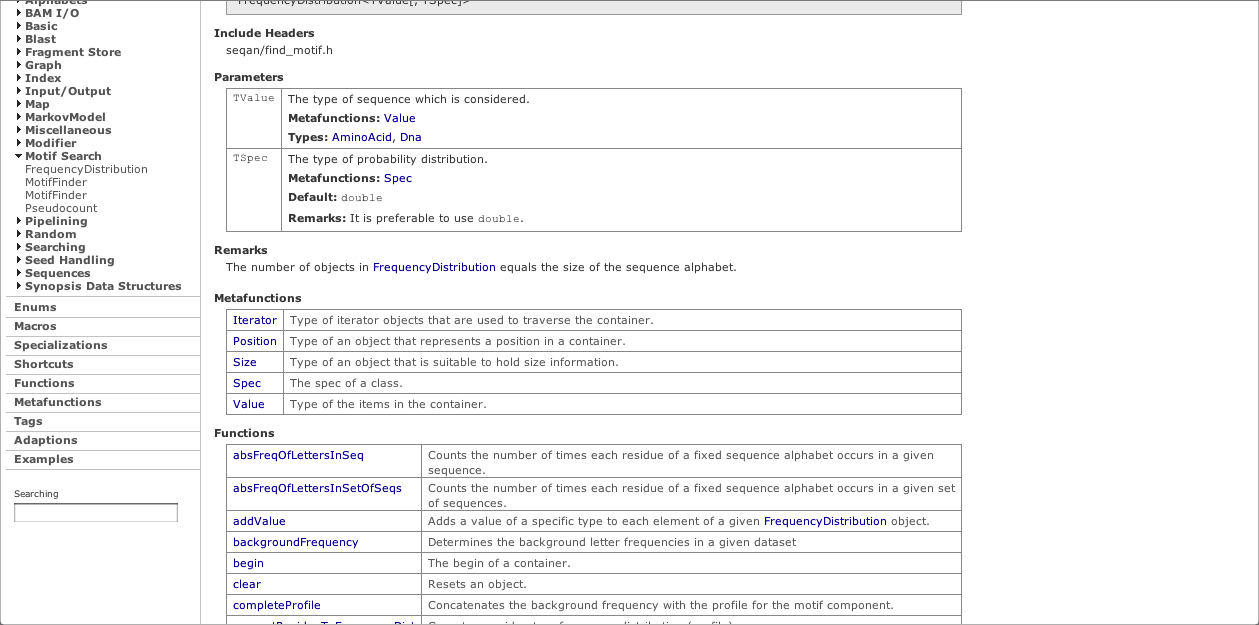 Alphabets
BAM I/O
Basic
Blast
Fragment Store
Graph
Index
Input/Output
Map
MarkovModel
Miscellaneous
Modifier
Motif Search
FrequencyDistribution
MotifFinder
MotifFinder
Pseudocount
Pipelining
Random
Searching
Seed Handling
Sequences
Synopsis Data Structures
Enums
Macros
Specializations
Shortcuts
Functions
Metafunctions
Tags
Adaptions
Examples
Searching
FrequencyDistribution<TValue[, TSpec]>
Include Headers
seqan/find_motif.h
Parameters
TValue The type of sequence which is considered.
Metafunctions: Value
Types: AminoAcid, Dna
TSpec The type of probability distribution.
Metafunctions: Spec
Default: double
Remarks: It is preferable to use double.
Remarks
The number of objects in FrequencyDistribution equals the size of the sequence alphabet.
Metafunctions
Iterator Type of iterator objects that are used to traverse the container.
Position Type of an object that represents a position in a container.
Size Type of an object that is suitable to hold size information.
Spec The spec of a class.
Value Type of the items in the container.
Functions
absFreqOfLettersInSeq Counts the number of times each residue of a fixed sequence alphabet occurs in a given
sequence.
absFreqOfLettersInSetOfSeqs Counts the number of times each residue of a fixed sequence alphabet occurs in a given set
of sequences.
addValue Adds a value of a specific type to each element of a given FrequencyDistribution object.
backgroundFrequency Determines the background letter frequencies in a given dataset
begin The begin of a container.
clear Resets an object.
completeProfile Concatenates the background frequency with the profile for the motif component.